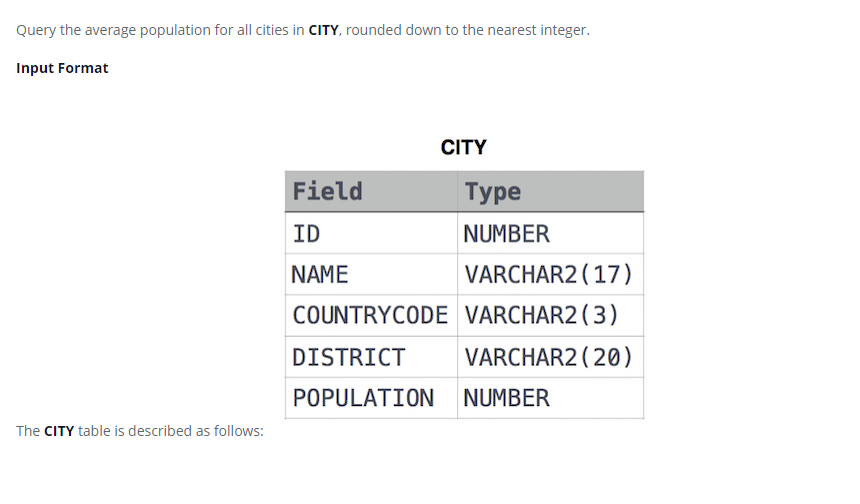 Query the average population for all cities in CITY, rounded down to the nearest integer.
Input Format
CITY
Field Type
ID NUMBER
NAME VARCHAR2(17)
COUNTRYCODE VARCHAR2(3)
DISTRICT VARCHAR2(20)
POPULATION NUMBER
The CITY table is described as follows: